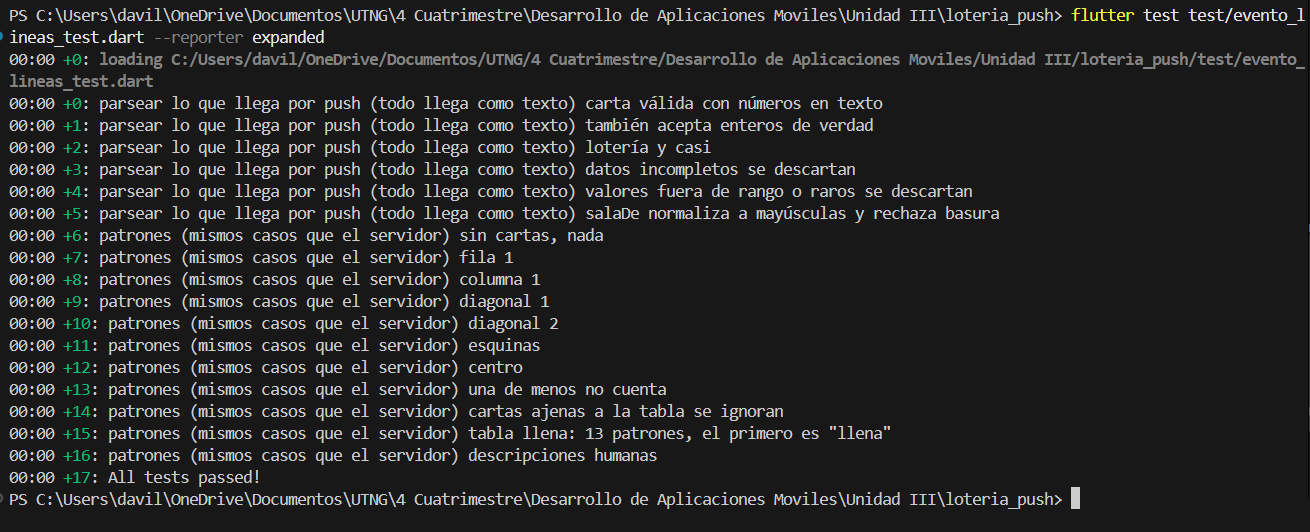 PS C:\Users\davil\OneDrive\Documentos\UTNG\4 Cuatrimestre\Desarrollo de Aplicaciones Moviles\Unidad III\loteria_push> flutter test test/evento_l
ineas_test.dart --reporter expanded
00:00 +0: loading C:/Users/davil/OneDrive/Documentos/UTNG/4 Cuatrimestre/Desarrollo de Aplicaciones Moviles/Unidad III/loteria_push/test/evento_
lineas_test.dart
00:00 +0: parsear lo que llega por push (todo llega como texto) carta válida con números en texto
00:00 +1: parsear lo que llega por push (todo llega como texto) también acepta enteros de verdad
00:00 +2: parsear lo que llega por push (todo llega como texto) lotería y casi
00:00 +3: parsear lo que llega por push (todo llega como texto) datos incompletos se descartan
00:00 +4: parsear lo que llega por push (todo llega como texto) valores fuera de rango o raros se descartan
00:00 +5: parsear lo que llega por push (todo llega como texto) salaDe normaliza a mayúsculas y rechaza basura
00:00 +6: patrones (mismos casos que el servidor) sin cartas, nada
00:00 +7: patrones (mismos casos que el servidor) fila 1
00:00 +8: patrones (mismos casos que el servidor) columna 1
00:00 +9: patrones (mismos casos que el servidor) diagonal 1
00:00 +10: patrones (mismos casos que el servidor) diagonal 2
00:00 +11: patrones (mismos casos que el servidor) esquinas
00:00 +12: patrones (mismos casos que el servidor) centro
00:00 +13: patrones (mismos casos que el servidor) una de menos no cuenta
00:00 +14: patrones (mismos casos que el servidor) cartas ajenas a la tabla se ignoran
00:00 +15: patrones (mismos casos que el servidor) tabla llena: 13 patrones, el primero es "llena"
00:00 +16: patrones (mismos casos que el servidor) descripciones humanas
00:00 +17: All tests passed!
PS C:\Users\davil\OneDrive\Documentos\UTNG\4 Cuatrimestre\Desarrollo de Aplicaciones Moviles\Unidad III\loteria_push>